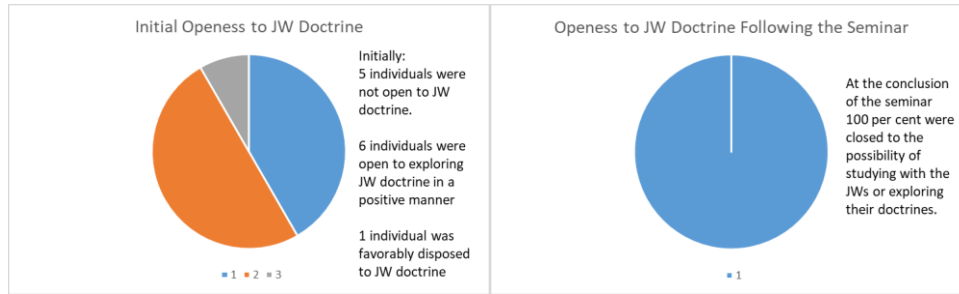 Initial Openess to JW Doctrine
Initially:
5 individuals were
not open to JW
doctrine.
6 individuals were
open to exploring
JW doctrine in a
positive manner
1 individual was
favorably disposed
to JW doctrine
1 2 3
Openess to JW Doctrine Following the Seminar
At the conclusion
of the seminar
100 per cent were
closed to the
possibility of
studying with the
JWs or exploring
their doctrines.
1